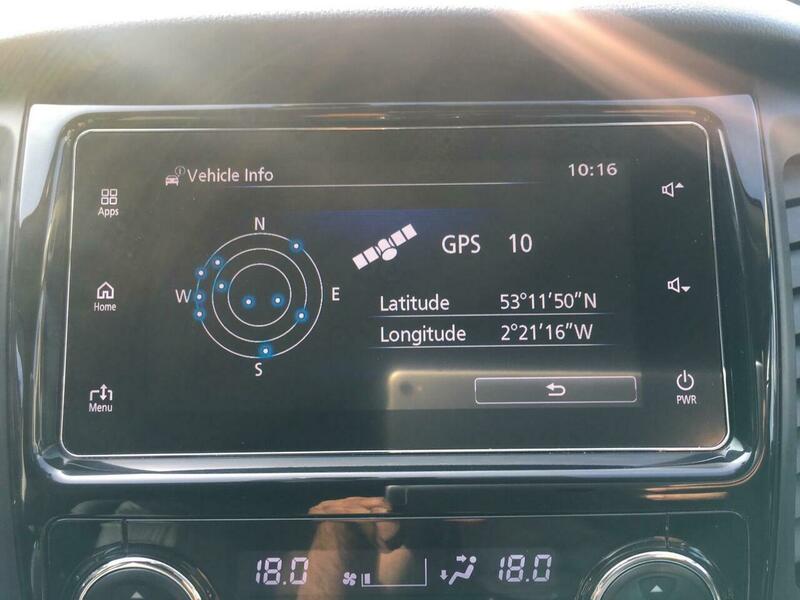 Vehicle Info 10:16
Apps
N
GPS 10
W E
Latitude 53°11'50"N
Home
Longitude 2°21'16"W
S
Menu
PWR
18.0 18.0